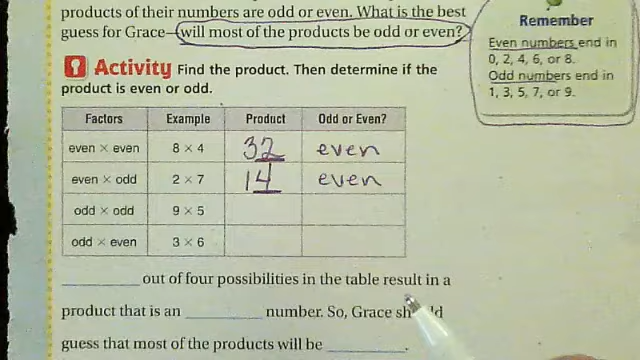 products of their numbers are odd or even. What is the best
guess for Grace—will most of the products be odd or even?
Remember
Even numbers end in
0, 2, 4, 6, or 8.
Odd numbers end in
1, 3, 5, 7, or 9.
Activity Find the product. Then determine if the
product is even or odd.
Factors Example Product Odd or Even?
even × even 8 × 4 32 even
even × odd 2 × 7 14 even
odd × odd 9 × 5
odd × even 3 × 6
________ out of four possibilities in the table result in a
product that is an ________ number. So, Grace should
guess that most of the products will be ________.